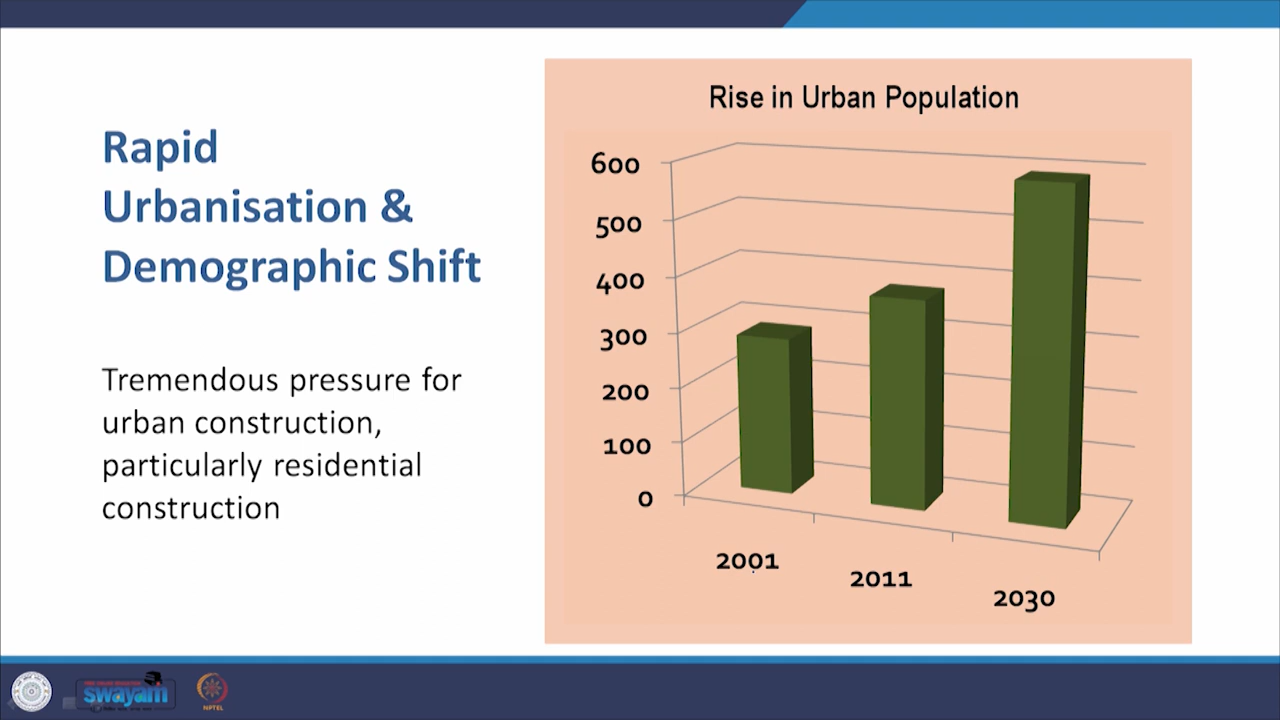 Rapid
Urbanisation &
Demographic Shift
Tremendous pressure for
urban construction,
particularly residential
construction
Rise in Urban Population
600
500
400
300
200
100
0
2001
2011
2030
swayam
NPTEL